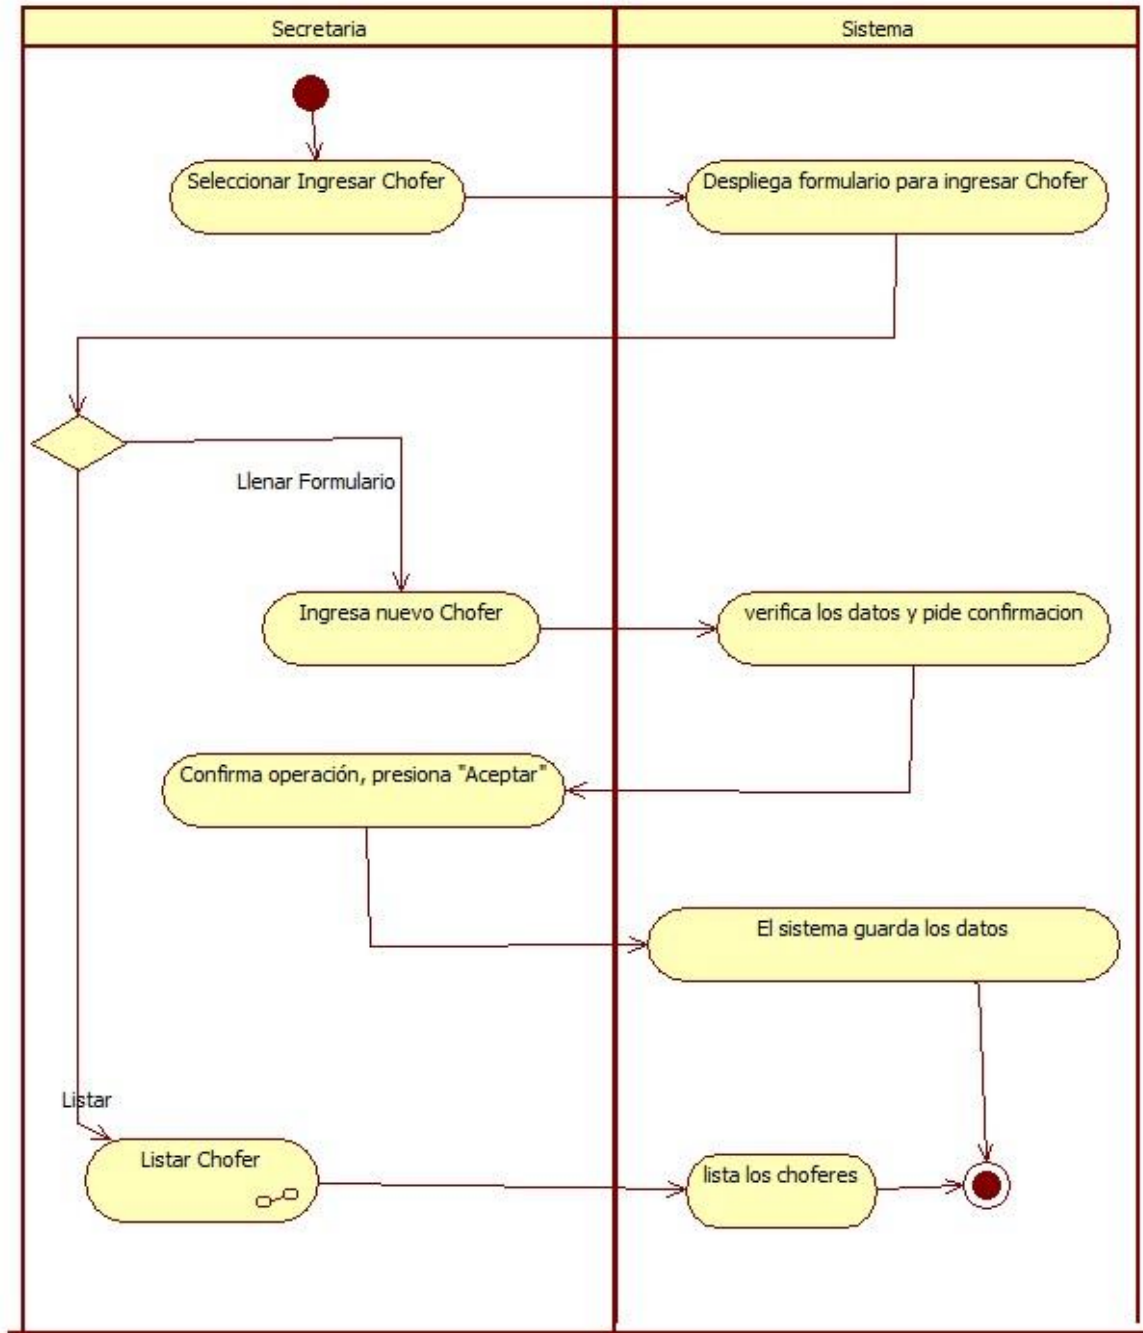 Secretaria
Sistema
Seleccionar Ingresar Chofer
Despliega formulario para ingresar Chofer
Llenar Formulario
Ingresa nuevo Chofer
verifica los datos y pide confirmacion
Confirma operación, presiona "Aceptar"
El sistema guarda los datos
Listar
Listar Chofer
lista los choferes